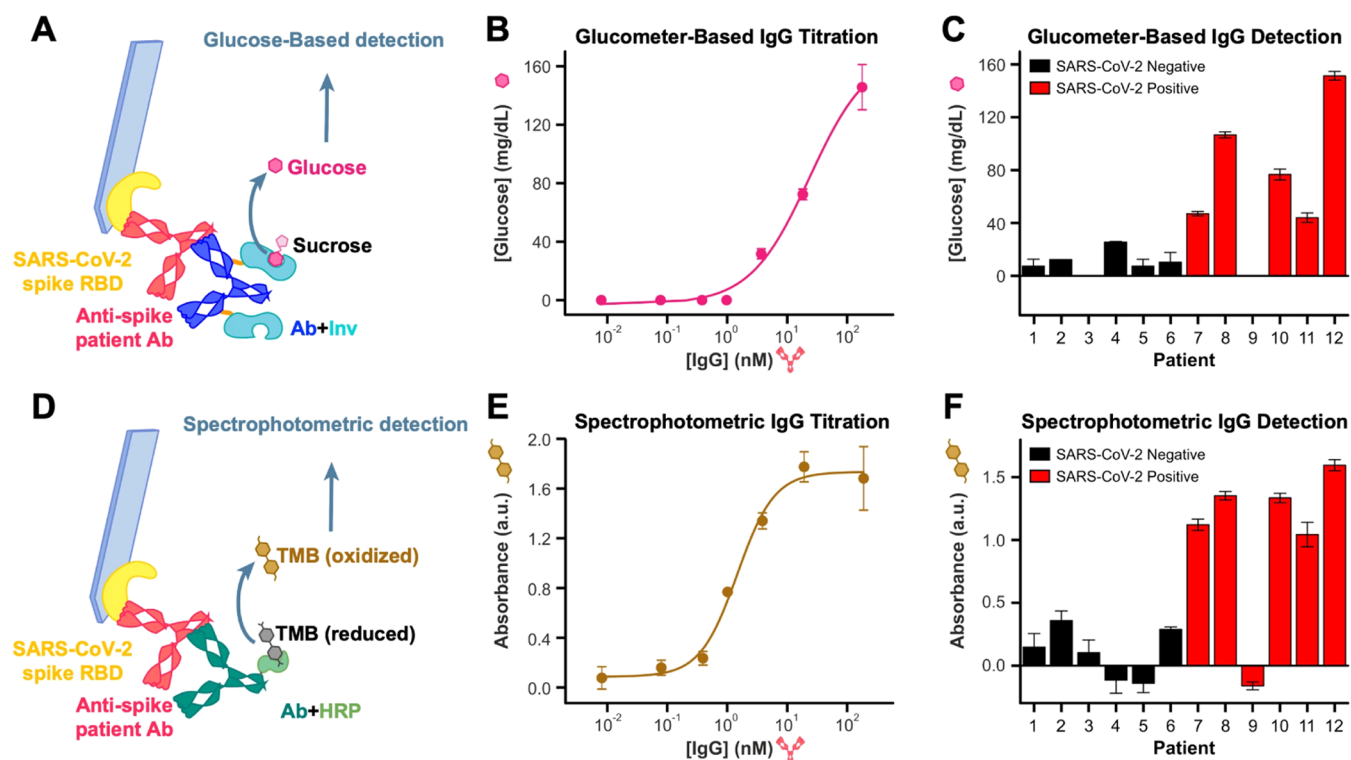 A
Glucose-Based detection
Glucose
Sucrose
SARS-CoV-2
spike RBD
Anti-spike
patient Ab
Ab+Inv
B
Glucometer-Based IgG Titration
[Glucose] (mg/dL)
160
120
80
40
0
10⁻² 10⁻¹ 10⁰ 10¹ 10²
[IgG] (nM)
C
Glucometer-Based IgG Detection
SARS-CoV-2 Negative
SARS-CoV-2 Positive
[Glucose] (mg/dL)
160
120
80
40
0
1 2 3 4 5 6 7 8 9 10 11 12
Patient
D
Spectrophotometric detection
TMB (oxidized)
TMB (reduced)
SARS-CoV-2
spike RBD
Anti-spike
patient Ab
Ab+HRP
E
Spectrophotometric IgG Titration
Absorbance (a.u.)
2.0
1.6
1.2
0.8
0.4
0.0
10⁻² 10⁻¹ 10⁰ 10¹ 10²
[IgG] (nM)
F
Spectrophotometric IgG Detection
SARS-CoV-2 Negative
SARS-CoV-2 Positive
Absorbance (a.u.)
1.5
1.0
0.5
0.0
1 2 3 4 5 6 7 8 9 10 11 12
Patient